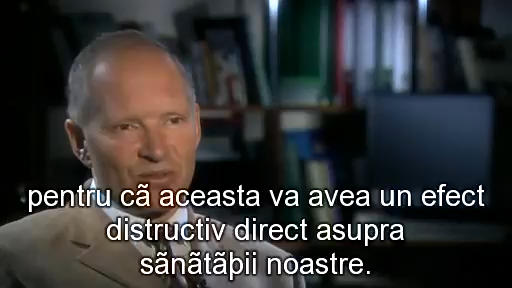 pentru cã aceasta va avea un efect
distructiv direct asupra
sãnãtãþii noastre.